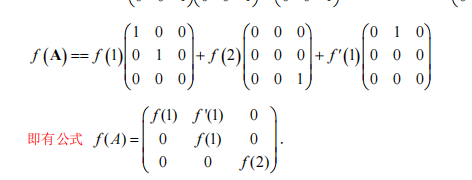 f(A)==f(1)(1 0 0
0 1 0
0 0 0)+f(2)(0 0 0
0 0 0
0 0 1)+f'(1)(0 1 0
0 0 0
0 0 0)
即有公式 f(A)=(f(1) f'(1) 0
0 f(1) 0
0 0 f(2)).